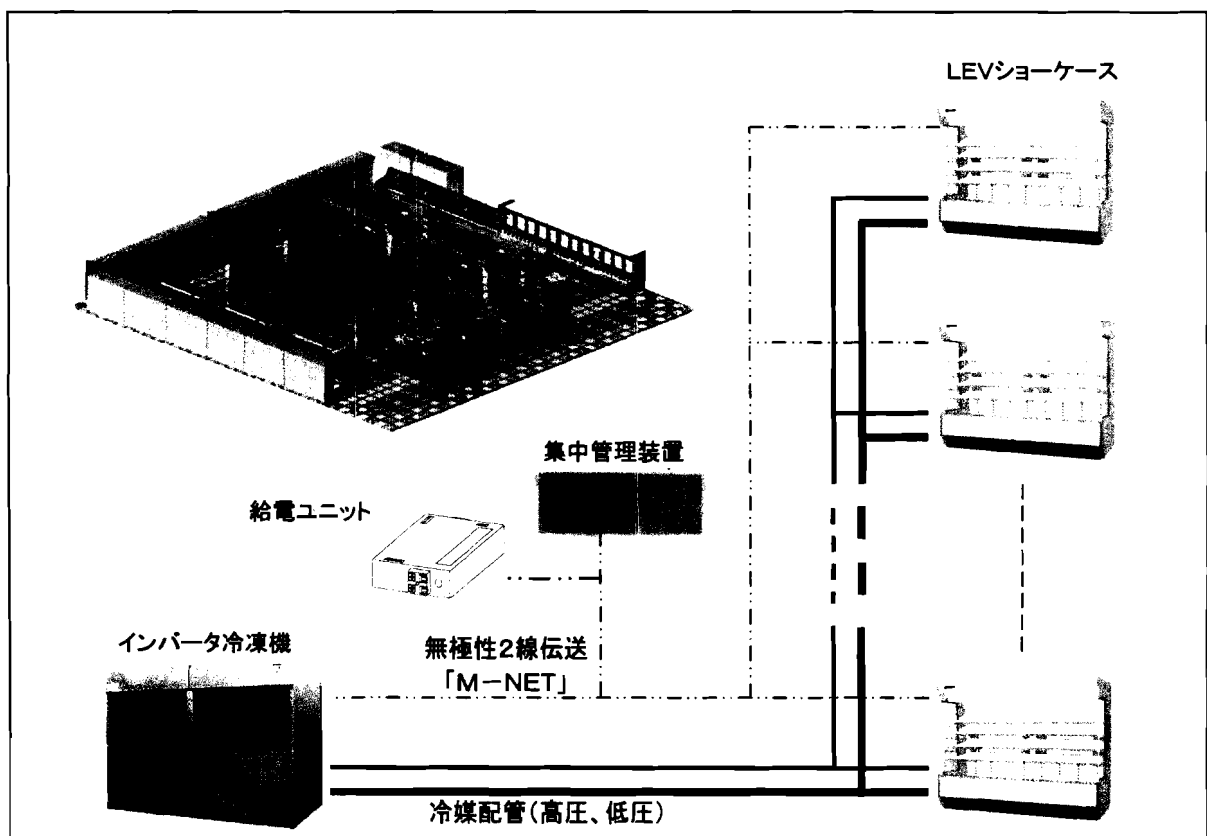 LEVショーケース
集中管理装置
給電ユニット
インバータ冷凍機
無極性2線伝送
「M－NET」
冷媒配管(高圧、低圧)